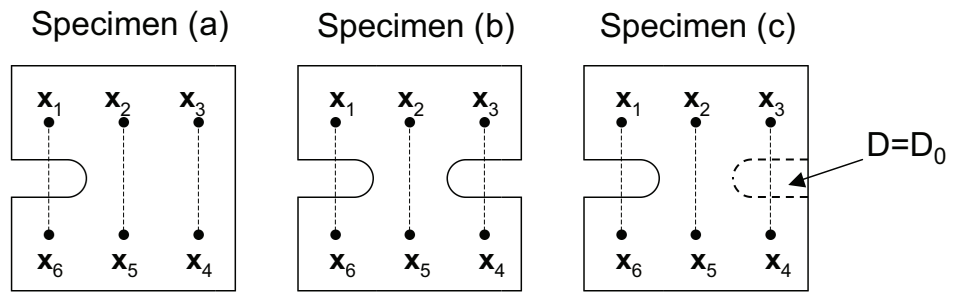 Specimen (a) Specimen (b) Specimen (c)
x₁ x₂ x₃ x₁ x₂ x₃ x₁ x₂ x₃
D=D₀
x₆ x₅ x₄ x₆ x₅ x₄ x₆ x₅ x₄